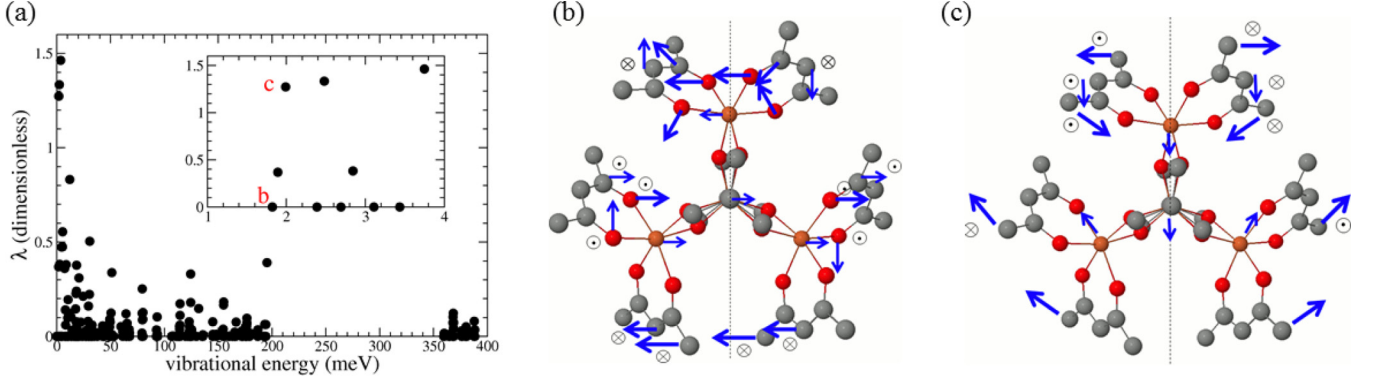 (a)
(b)
(c)
λ (dimensionless)
1.5
1
0.5
0
0 50 100 150 200 250 300 350 400
vibrational energy (meV)
1.5
1
0.5
0
1 2 3 4
c
b